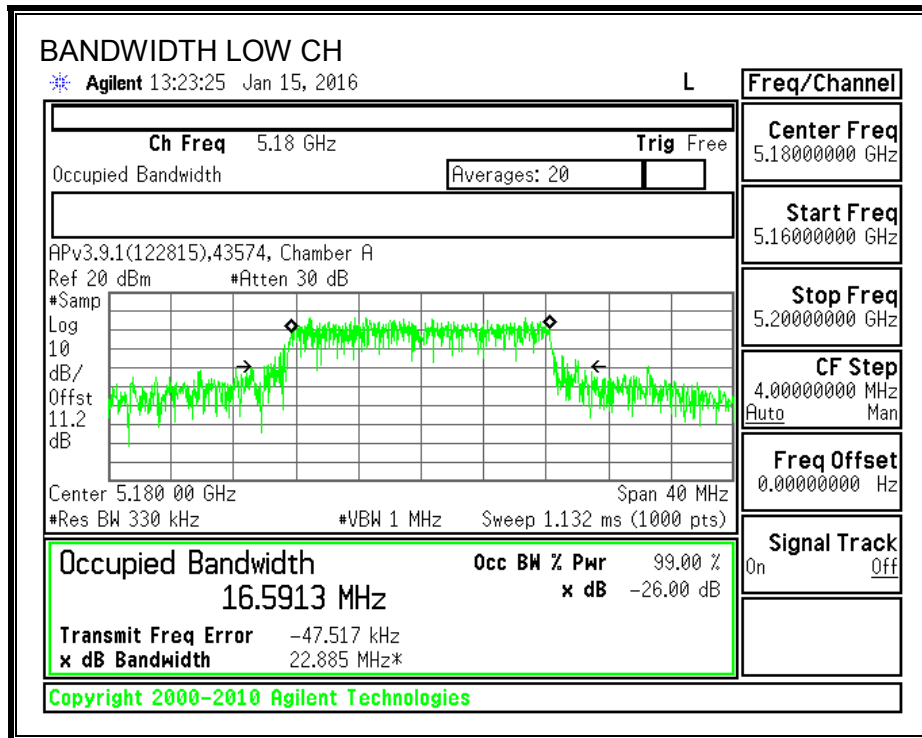 BANDWIDTH LOW CH
Agilent 13:23:25 Jan 15, 2016 L
Freq/Channel
Ch Freq 5.18 GHz Trig Free
Occupied Bandwidth Averages: 20
APv3.9.1(122815),43574, Chamber A
Ref 20 dBm #Atten 30 dB
#Samp
Log
10
dB/
Offst
11.2
dB
Center 5.180 00 GHz Span 40 MHz
#Res BW 330 kHz #VBW 1 MHz Sweep 1.132 ms (1000 pts)
Occupied Bandwidth Occ BW % Pwr 99.00 %
16.5913 MHz x dB -26.00 dB
Transmit Freq Error -47.517 kHz
x dB Bandwidth 22.885 MHz*
Copyright 2000-2010 Agilent Technologies
Center Freq
5.18000000 GHz
Start Freq
5.16000000 GHz
Stop Freq
5.20000000 GHz
CF Step
4.00000000 MHz
Auto Man
Freq Offset
0.00000000 Hz
Signal Track
On Off